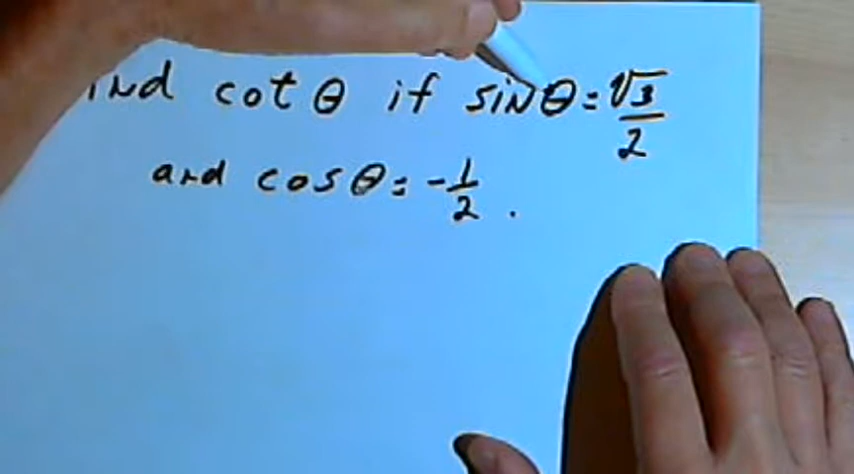 ind cot θ if sin θ = √3/2
and cos θ = -1/2.